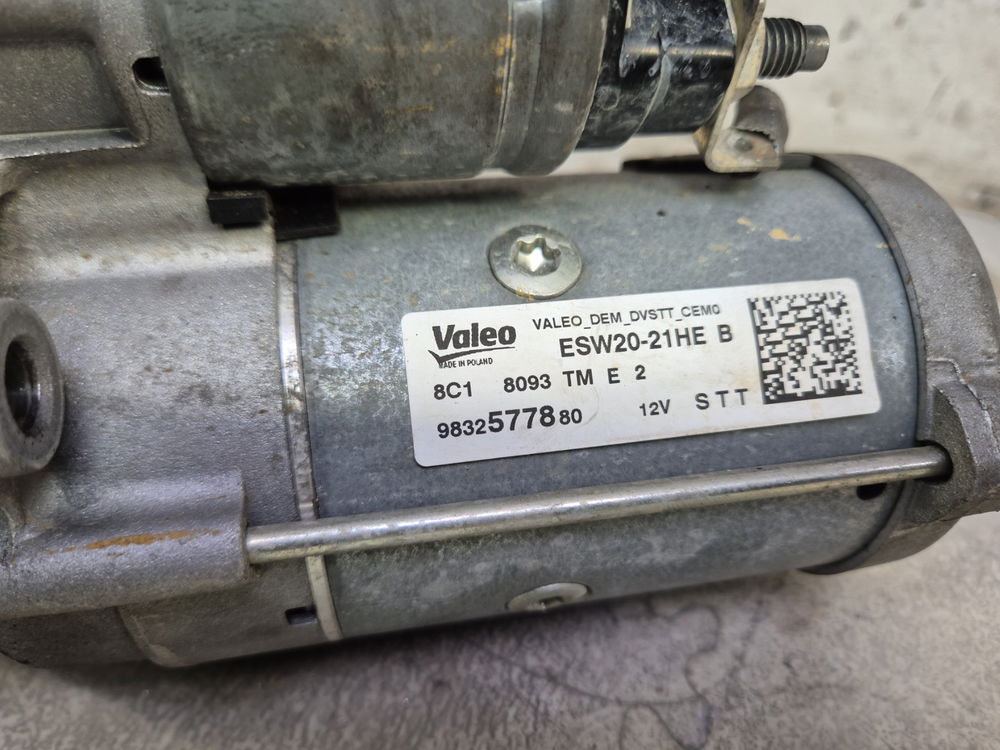 Valeo VALEO_DEM_DVSTT_CEM0
MADE IN POLAND ESW20-21HE B
8C1 8093 TM E 2
9832577880 12V STT